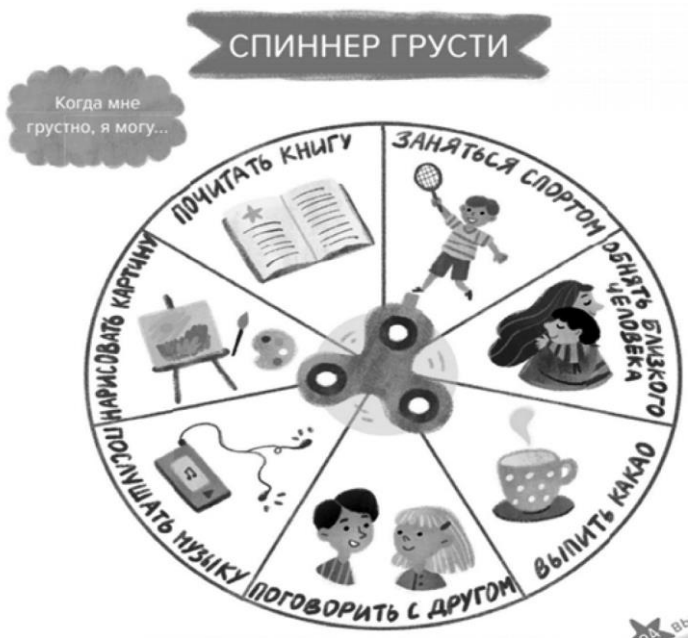 СПИННЕР ГРУСТИ
Когда мне
грустно, я могу...
ПОЧИТАТЬ КНИГУ
ЗАНЯТЬСЯ СПОРТОМ
ОБНЯТЬ БЛИЗКОГО
ЧЕЛОВЕКА
ВЫПИТЬ КАКАО
ПОГОВОРИТЬ С ДРУГОМ
ПОСЛУШАТЬ МУЗЫКУ
НАРИСОВАТЬ КАРТИНУ